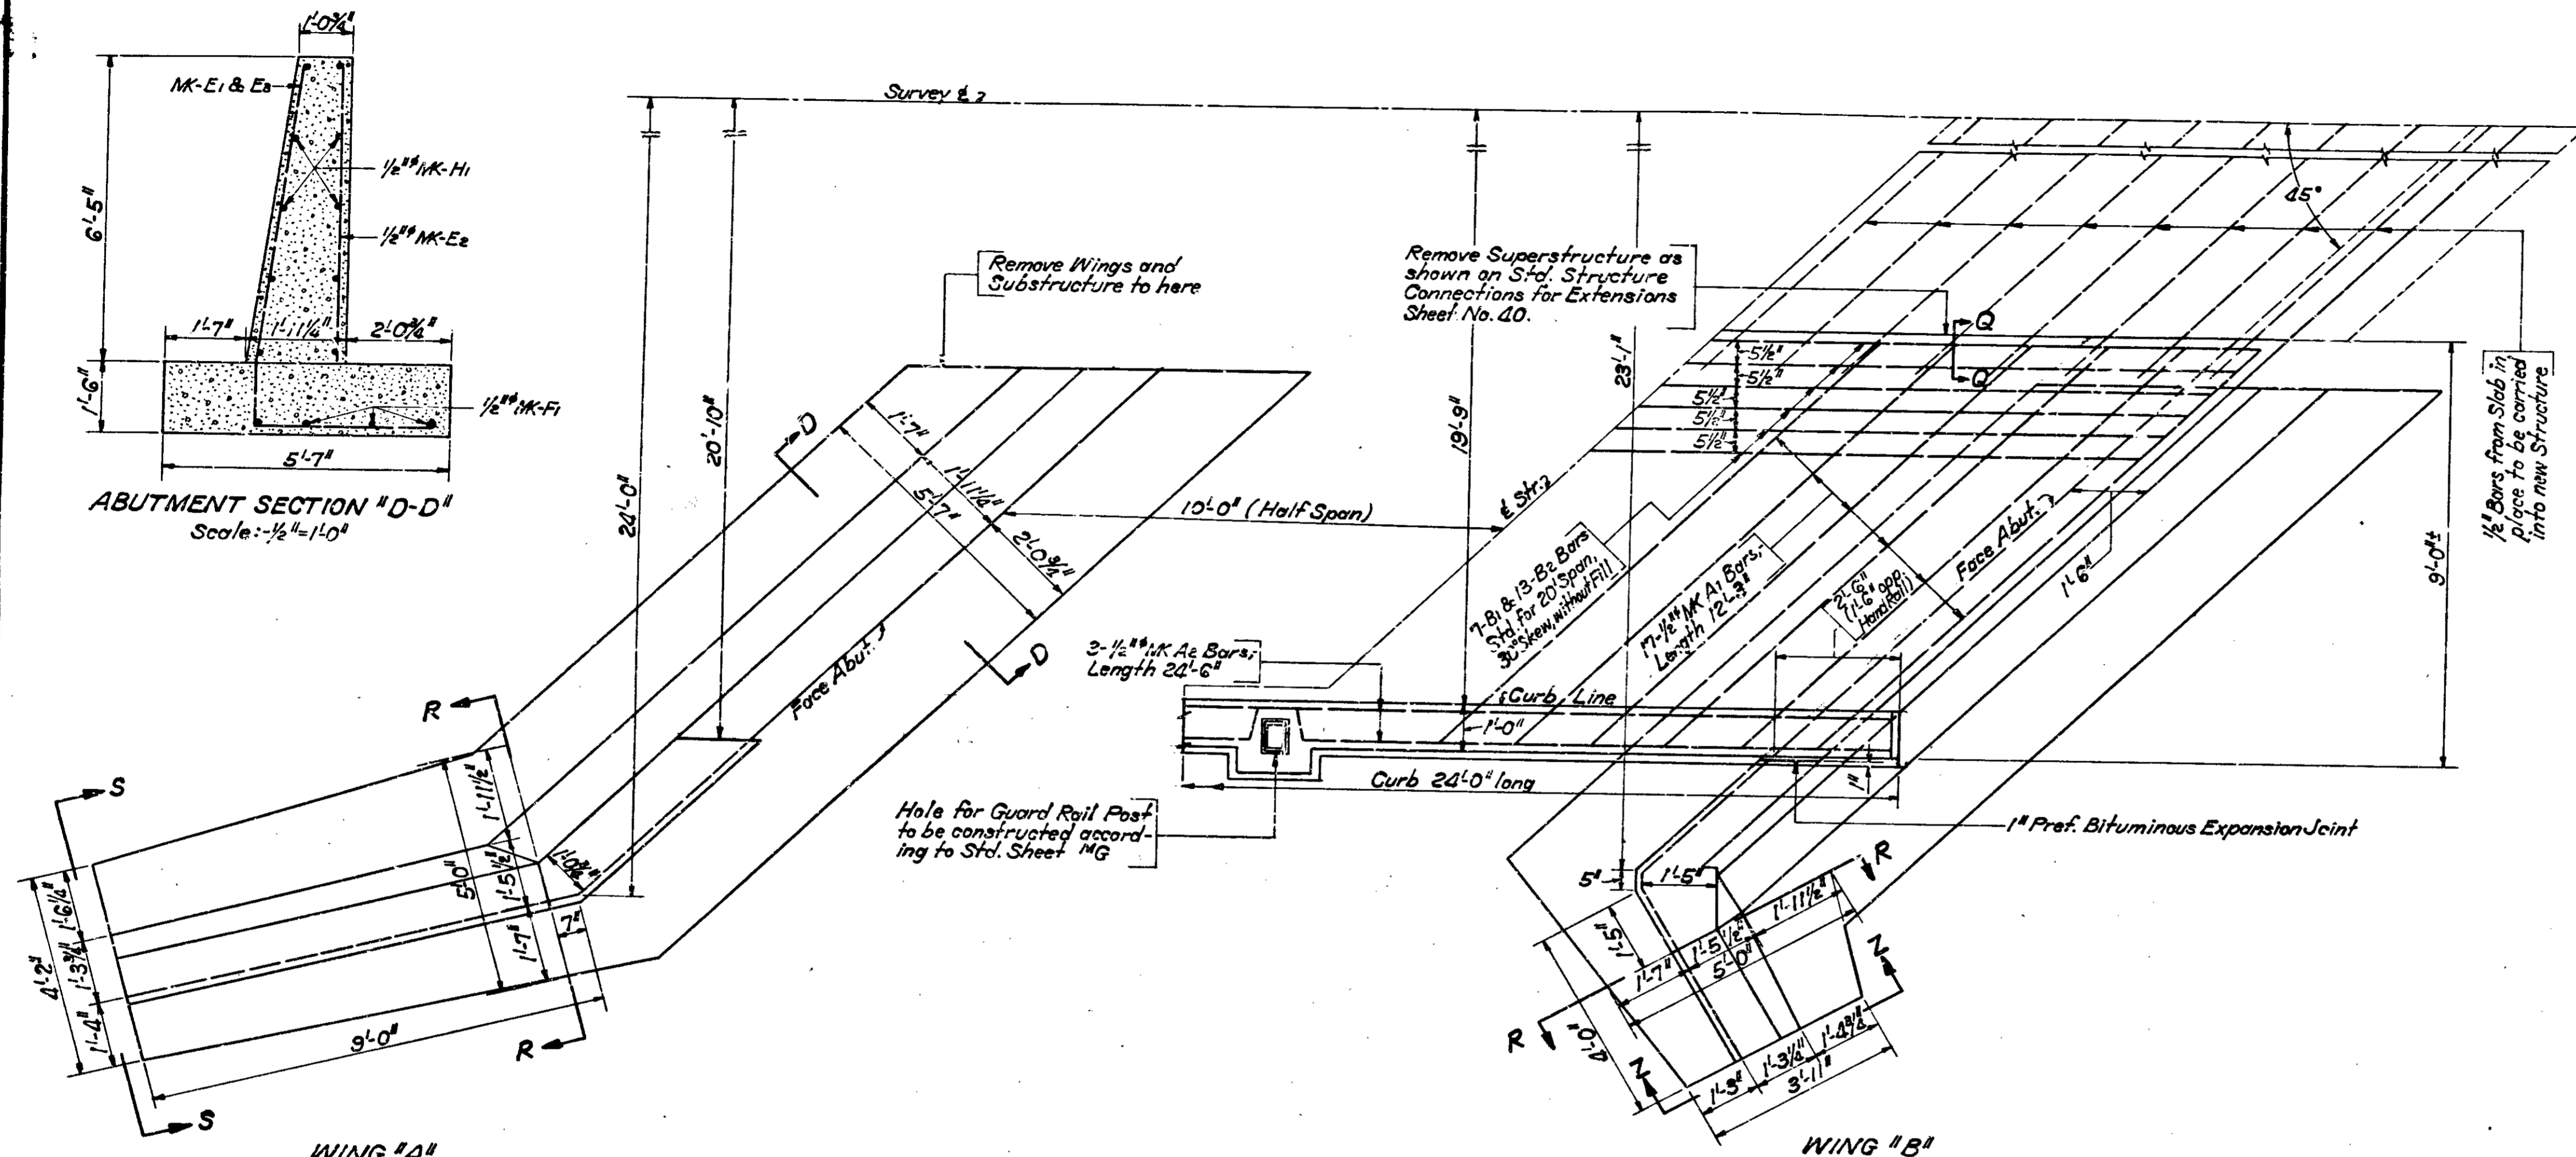 1'-0¾"
MK-E1 & E3
½"ᶲ MK-H1
6'-5"
½"ᶲ MK-E2
1'-7"
1'-11¼"
2'-0¾"
1'-6"
½"ᶲ MK-F1
5'-7"
ABUTMENT SECTION "D-D"
Scale:-½"=1'-0"
Survey ℄
24'-0"
20'-10"
Remove Wings and
Substructure to here
D
1'-7"
1'-11¼"
5'-7"
2'-0¾"
D
Face Abut.
10'-0" (Half Span)
℄ Str.
R
S
1'-11½"
5'-0"
1'-5½"
1'-0¾"
1'-7"
7"
1'-6¼"
1'-3¾"
4'-2"
1'-4"
9'-0"
R
S
WING "A"
19'-9"
23'-1"
Remove Superstructure as
shown on Std. Structure
Connections for Extensions
Sheet No. 40.
45°
Q
Q
5½"
5½"
5½"
5½"
5½"
½" Bars from Slab in
place to be carried
into new Structure
9'-0"±
7-B1 & 13-B2 Bars
Std. for 20' Span,
30° Skew, without Fill
17-½"ᶲ MK A1 Bars,-
Length 12'-3"
2'-6"
(1'-6" opp.
Hand Rail)
Face Abut.
1'-6"
3-½"ᶲ MK A2 Bars,-
Length 24'-6"
Curb Line
1'-0"
Curb 24'-0" long
1"
Hole for Guard Rail Post
to be constructed accord-
ing to Std. Sheet MG
1" Pref. Bituminous Expansion Joint
5"
1'-5"
R
1'-11½"
1'-5"
1'-5½"
1'-7"
5'-0"
Z
R
4'-0"
Z
1'-4¾"
1'-3¼"
1'-3"
3'-11"
WING "B"